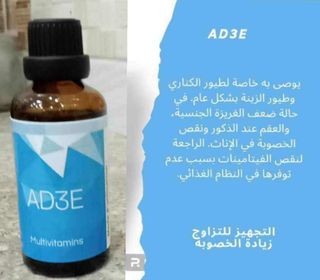 AD3E
يوصى به خاصة لطيور الكناري
وطيور الزينة بشكل عام. في
حالة ضعف الغريزة الجنسية،
والعقم عند الذكور ونقص
الخصوبة في الإناث. الراجعة
لنقص الفيتامينات بسبب عدم
توفرها في النظام الغذائي.
التجهيز للتزاوج
زيادة الخصوبة
AD3E
Multivitamins